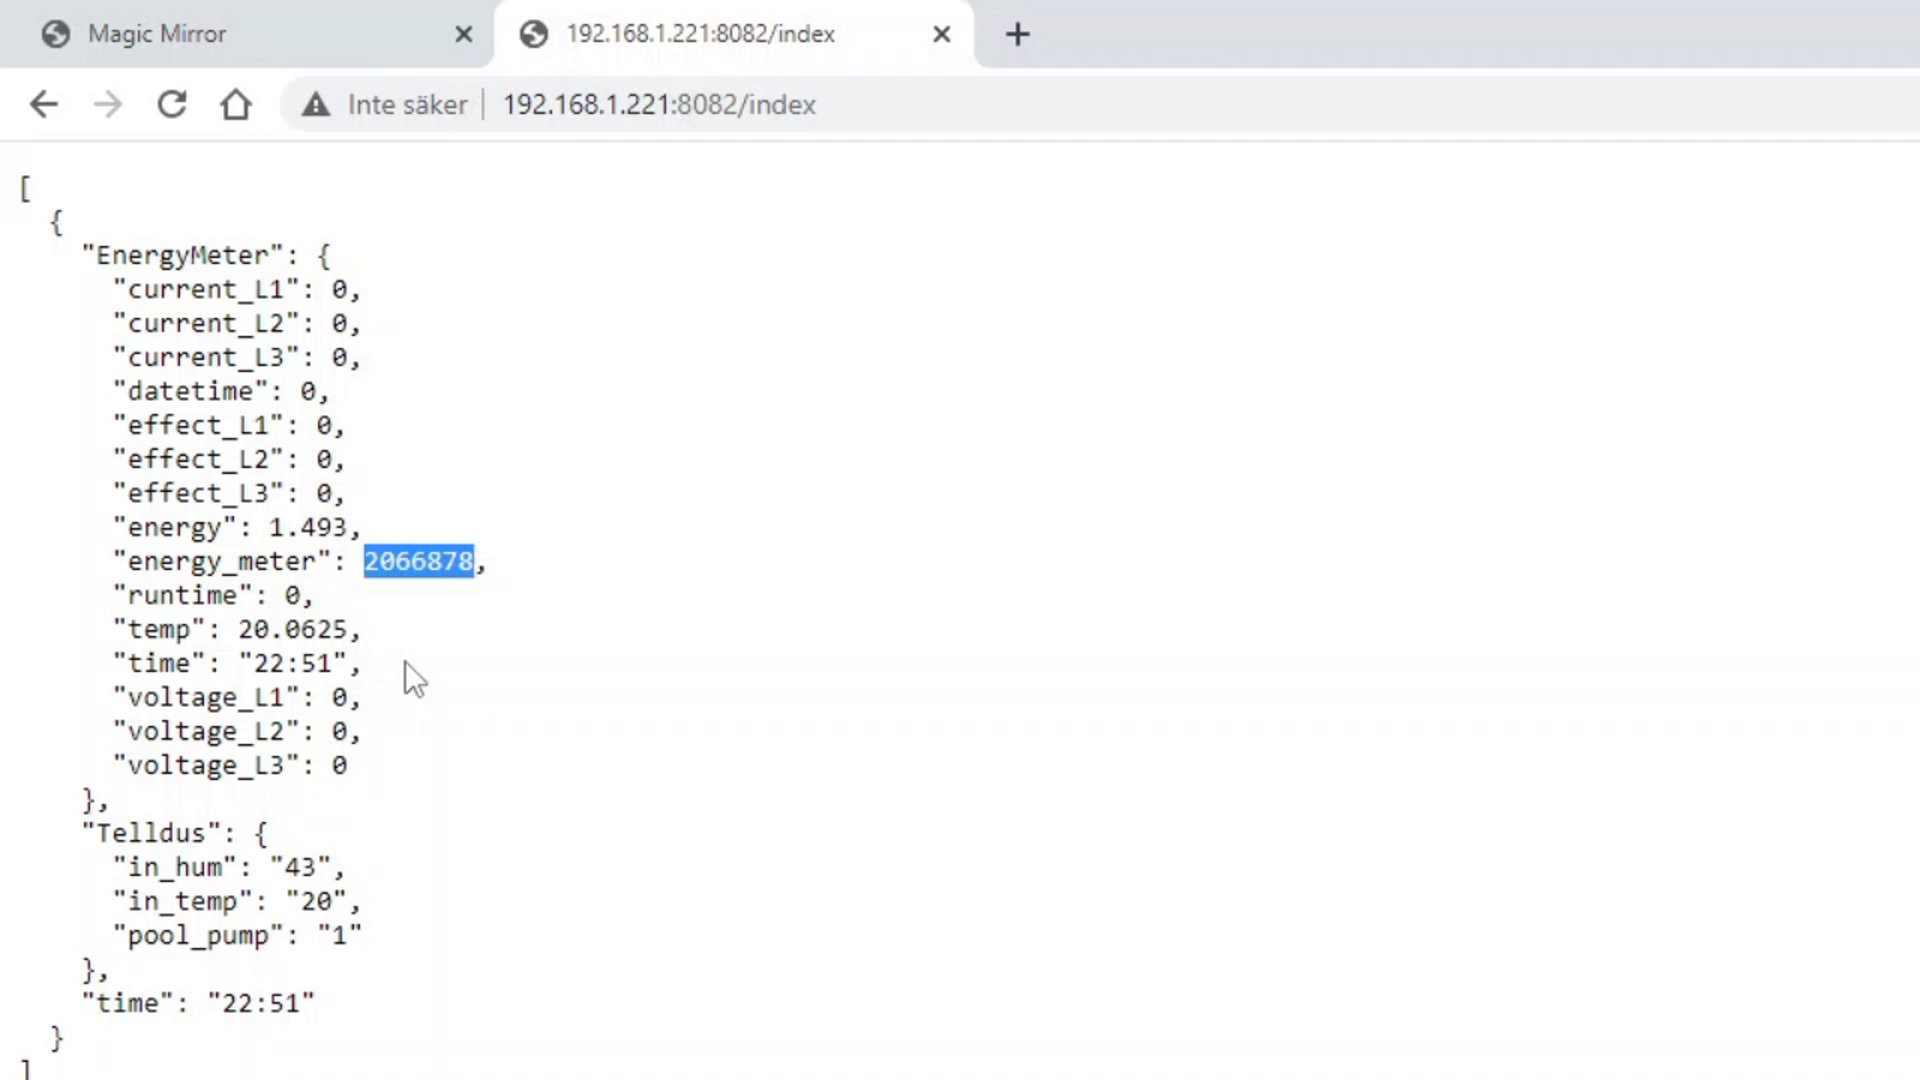 Magic Mirror
192.168.1.221:8082/index
Inte säker | 192.168.1.221:8082/index
[
{
"EnergyMeter": {
"current_L1": 0,
"current_L2": 0,
"current_L3": 0,
"datetime": 0,
"effect_L1": 0,
"effect_L2": 0,
"effect_L3": 0,
"energy": 1.493,
"energy_meter": 2066878,
"runtime": 0,
"temp": 20.0625,
"time": "22:51",
"voltage_L1": 0,
"voltage_L2": 0,
"voltage_L3": 0
},
"Telldus": {
"in_hum": "43",
"in_temp": "20",
"pool_pump": "1"
},
"time": "22:51"
}
]